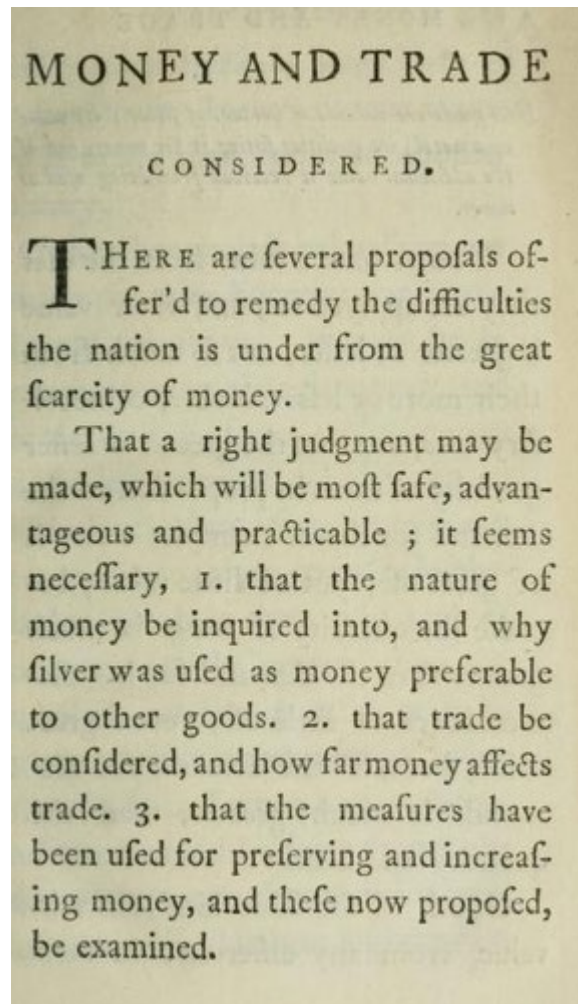 MONEY AND TRADE
CONSIDERED.
THERE are ſeveral propoſals of-
fer'd to remedy the difficulties
the nation is under from the great
ſcarcity of money.
That a right judgment may be
made, which will be moſt ſafe, advan-
tageous and practicable ; it ſeems
neceſſary, 1. that the nature of
money be inquired into, and why
ſilver was uſed as money preferable
to other goods. 2. that trade be
conſidered, and how far money affects
trade. 3. that the meaſures have
been uſed for preſerving and increaſ-
ing money, and theſe now propoſed,
be examined.